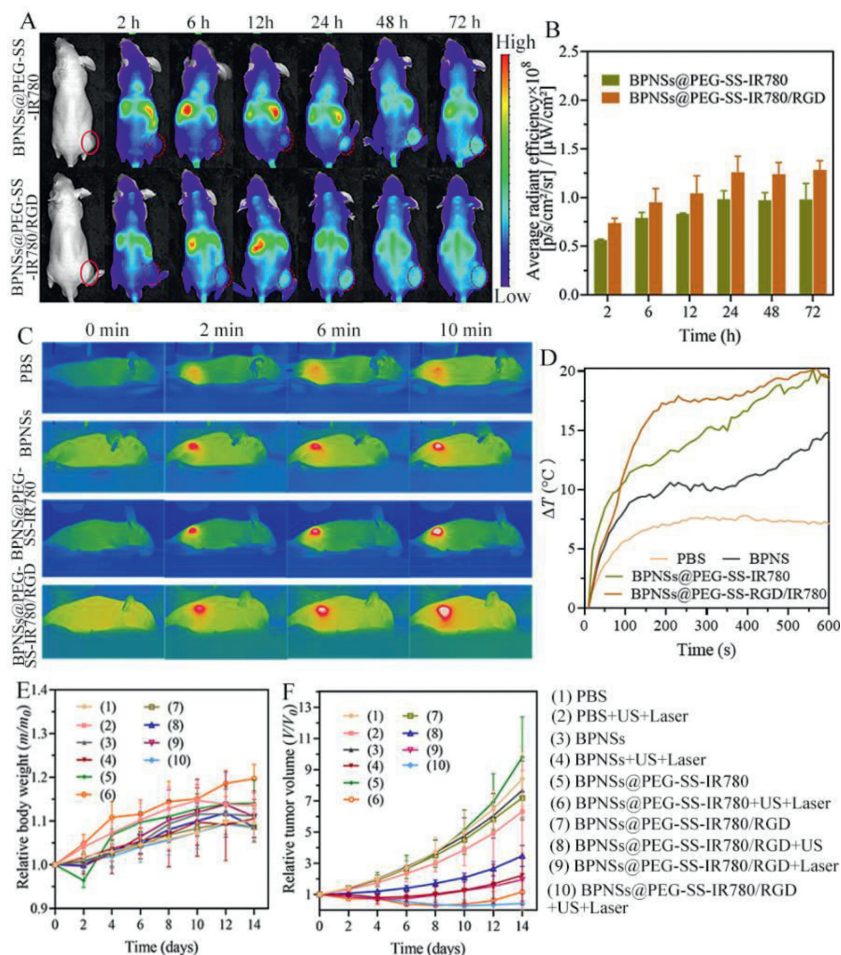 A
2 h 6 h 12h 24 h 48 h 72 h
BPNSs@PEG-SS
-IR780
BPNSs@PEG-SS
-IR780/RGD
High
Low
B
Average radiant efficiency×10⁸
[p/s/cm²/sr] / [μW/cm²]
2.5
2.0
1.5
1.0
0.5
0.0
BPNSs@PEG-SS-IR780
BPNSs@PEG-SS-IR780/RGD
2 6 12 24 48 72
Time (h)
C
0 min 2 min 6 min 10 min
PBS
BPNSs
BPNS@PEG-
SS-IR780
BPNSs@PEG-
SS-IR780/RGD
D
ΔT (°C)
20
15
10
5
0
PBS BPNS
BPNSs@PEG-SS-IR780
BPNSs@PEG-SS-RGD/IR780
0 100 200 300 400 500 600
Time (s)
E
Relative body weight (m/m₀)
1.4
1.3
1.2
1.1
1.0
0.9
(1) (7)
(2) (8)
(3) (9)
(4) (10)
(5)
(6)
0 2 4 6 8 10 12 14
Time (days)
F
Relative tumor volume (V/V₀)
15
13
11
9
7
5
3
1
(1) (7)
(2) (8)
(3) (9)
(4) (10)
(5)
(6)
0 2 4 6 8 10 12 14
Time (days)
(1) PBS
(2) PBS+US+Laser
(3) BPNSs
(4) BPNSs+US+Laser
(5) BPNSs@PEG-SS-IR780
(6) BPNSs@PEG-SS-IR780+US+Laser
(7) BPNSs@PEG-SS-IR780/RGD
(8) BPNSs@PEG-SS-IR780/RGD+US
(9) BPNSs@PEG-SS-IR780/RGD+Laser
(10) BPNSs@PEG-SS-IR780/RGD
+US+Laser